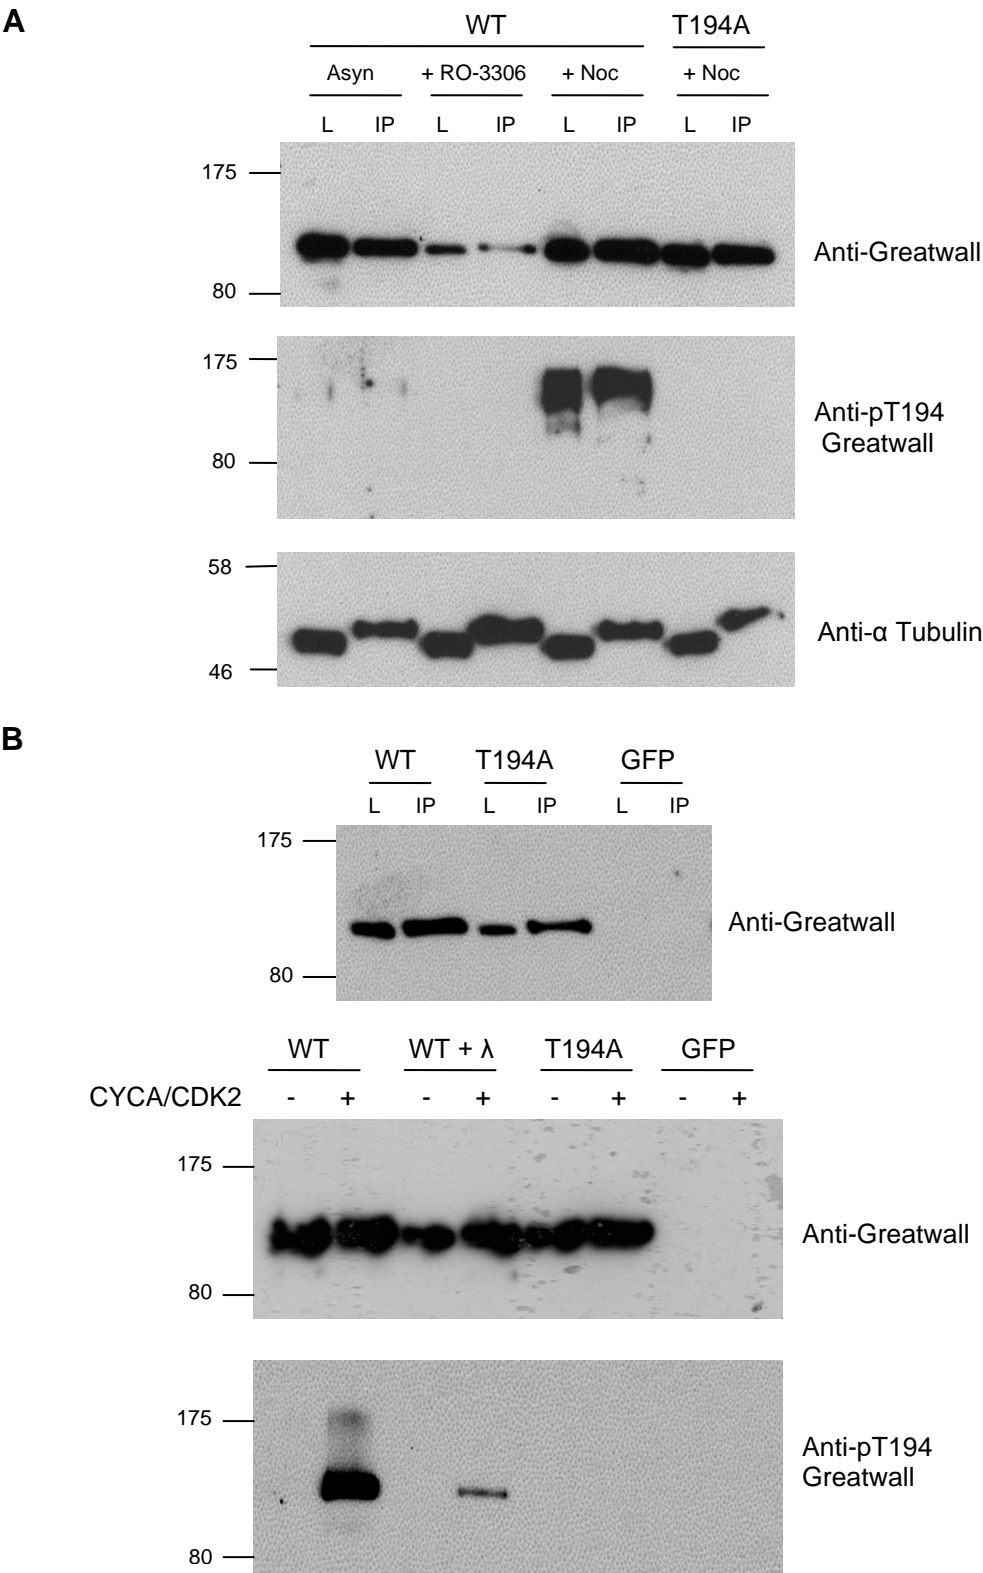 A
WT T194A
Asyn + RO-3306 + Noc + Noc
L IP L IP L IP L IP
175
80
Anti-Greatwall
175
80
Anti-pT194
Greatwall
58
46
Anti-α Tubulin
B
WT T194A GFP
L IP L IP L IP
175
80
Anti-Greatwall
WT WT + λ T194A GFP
CYCA/CDK2 - + - + - + - +
175
80
Anti-Greatwall
175
80
Anti-pT194
Greatwall